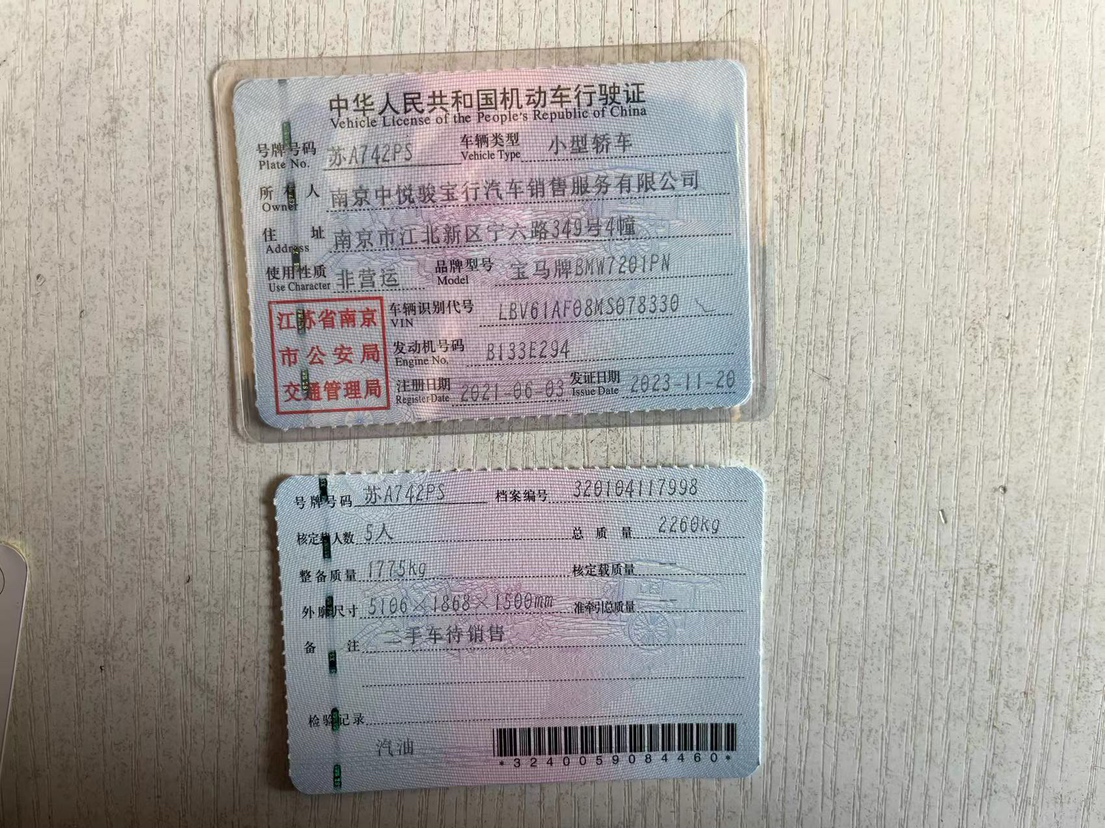 中华人民共和国机动车行驶证
Vehicle License of the People's Republic of China
号牌号码 苏A742PS 车辆类型 小型轿车
Plate No. Vehicle Type
所有人 南京中悦骏宝行汽车销售服务有限公司
Owner
住址 南京市江北新区宁六路349号4幢
Address
使用性质 非营运 品牌型号 宝马牌BMW7201PN
Use Character Model
江苏省南京
市公安局
交通管理局
车辆识别代号 LBV61AF08MS078330
VIN
发动机号码 B133E294
Engine No.
注册日期 2021-06-03 发证日期 2023-11-20
Register Date Issue Date
号牌号码 苏A742PS 档案编号 320104117998
核定载人数 5人 总质量 2260kg
整备质量 1775kg 核定载质量 --
外廓尺寸 5106×1868×1500mm 准牵引总质量 --
备注 二手车待销售
检验记录
汽油
*3240059084460*